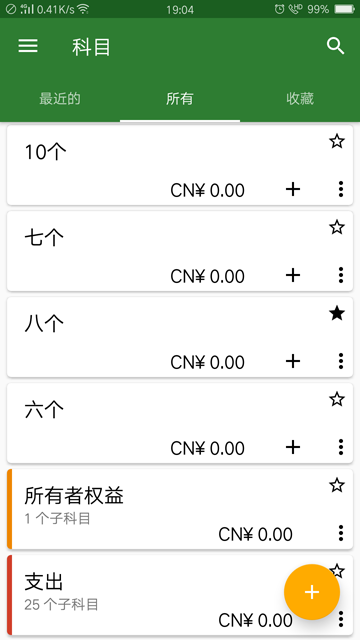 0.41K/s 19:04 HD 99%
科目
最近的 所有 收藏
10个
CN¥ 0.00
七个
CN¥ 0.00
八个
CN¥ 0.00
六个
CN¥ 0.00
所有者权益
1 个子科目
CN¥ 0.00
支出
25 个子科目
CN¥ 0.00